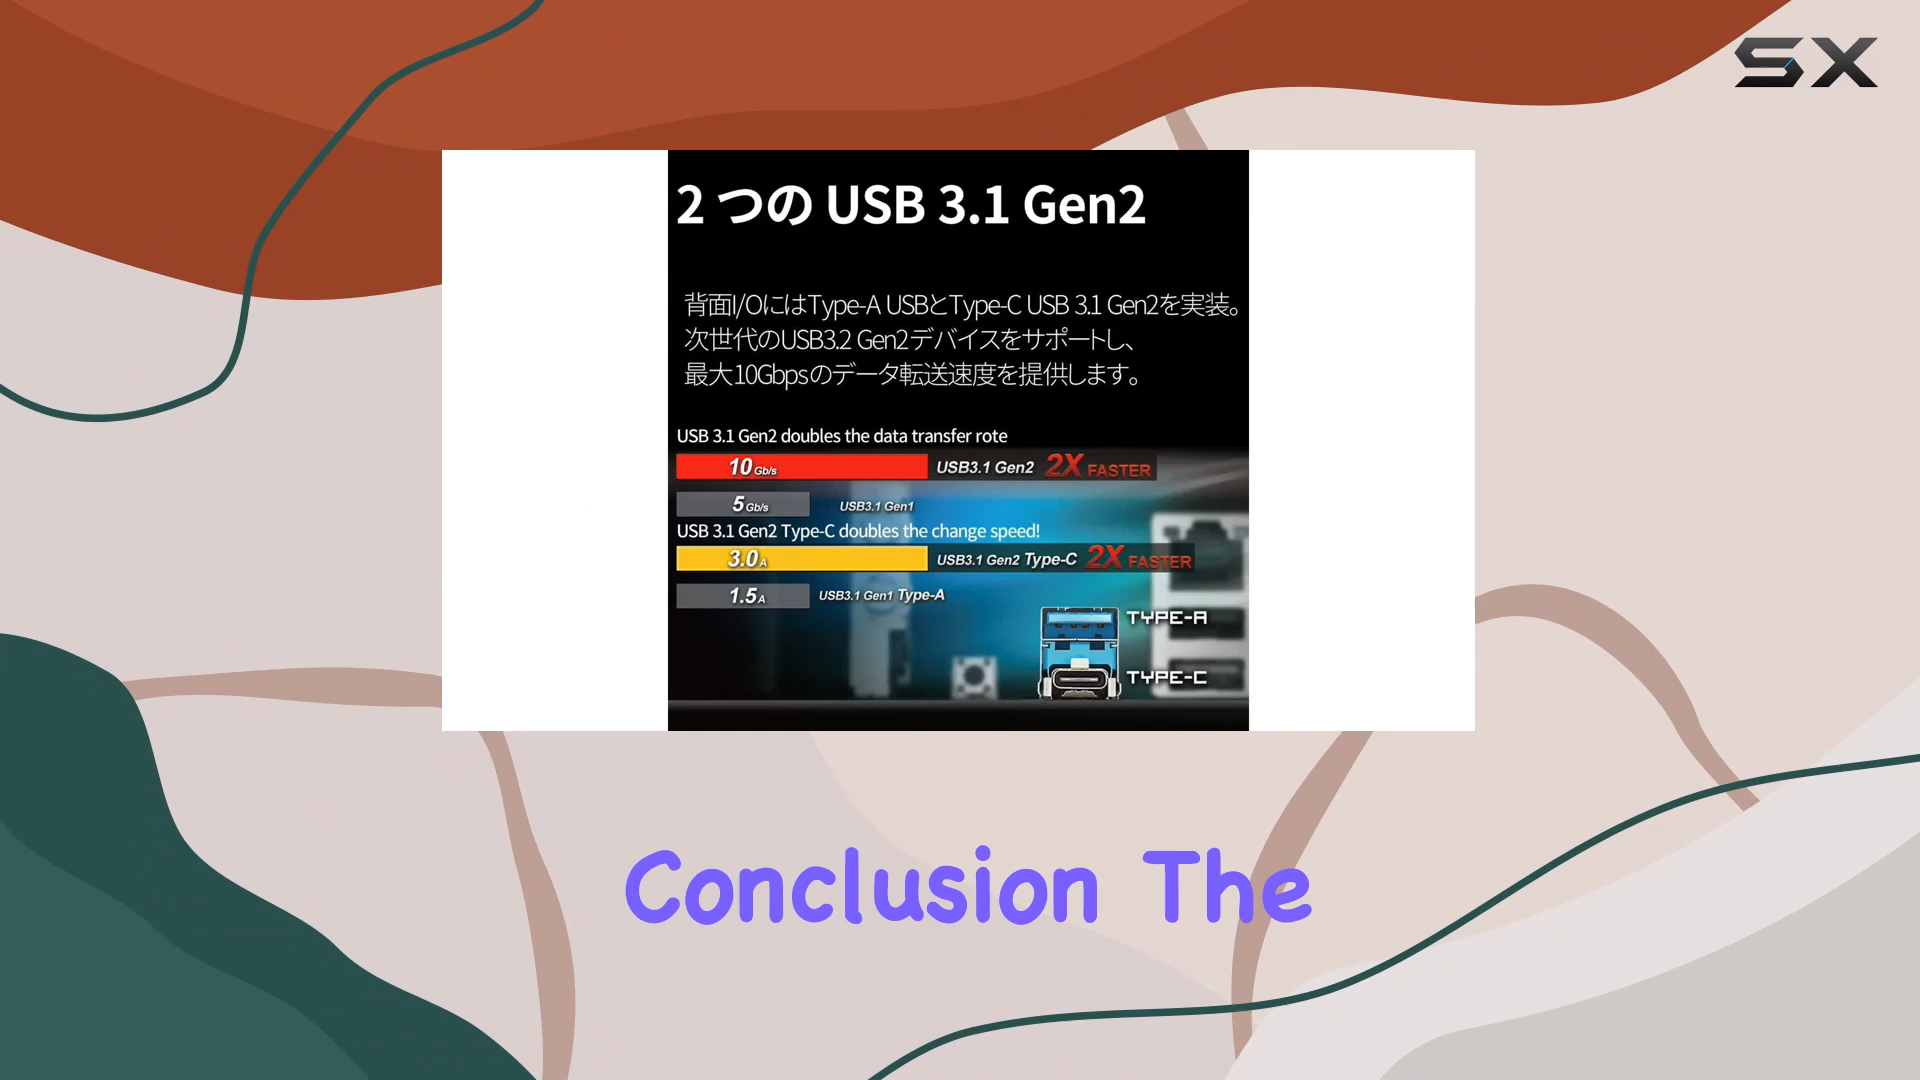 SX
2 つの USB 3.1 Gen2
背面I/OにはType-A USBとType-C USB 3.1 Gen2を実装。
次世代のUSB3.2 Gen2デバイスをサポートし、
最大10Gbpsのデータ転送速度を提供します。
USB 3.1 Gen2 doubles the data transfer rote
10 Gb/s USB3.1 Gen2 2X FASTER
5 Gb/s USB3.1 Gen1
USB 3.1 Gen2 Type-C doubles the change speed!
3.0 A USB3.1 Gen2 Type-C 2X FASTER
1.5 A USB3.1 Gen1 Type-A
TYPE-A
TYPE-C
Conclusion The